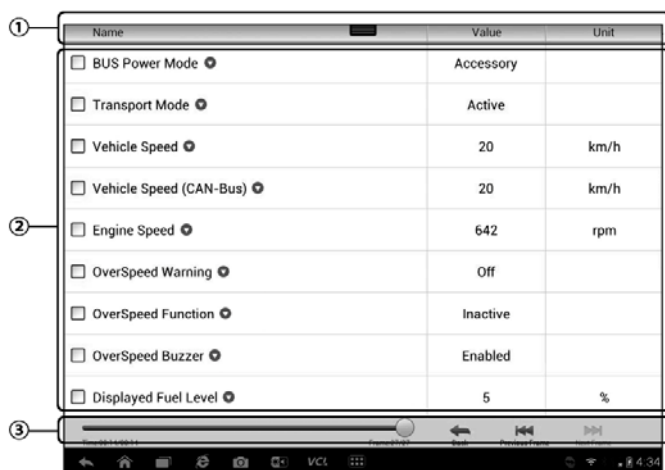 ①
Name Value Unit
②
BUS Power Mode Accessory
Transport Mode Active
Vehicle Speed 20 km/h
Vehicle Speed (CAN-Bus) 20 km/h
Engine Speed 642 rpm
OverSpeed Warning Off
OverSpeed Function Inactive
OverSpeed Buzzer Enabled
Displayed Fuel Level 5 %
③
Back Previous Frame Next Frame
VCI 4:34